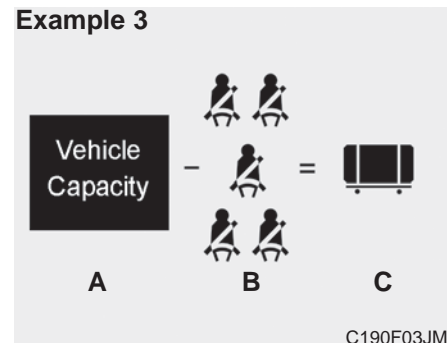 Example 3
Vehicle
Capacity
-
=
A B C
C190F03JM